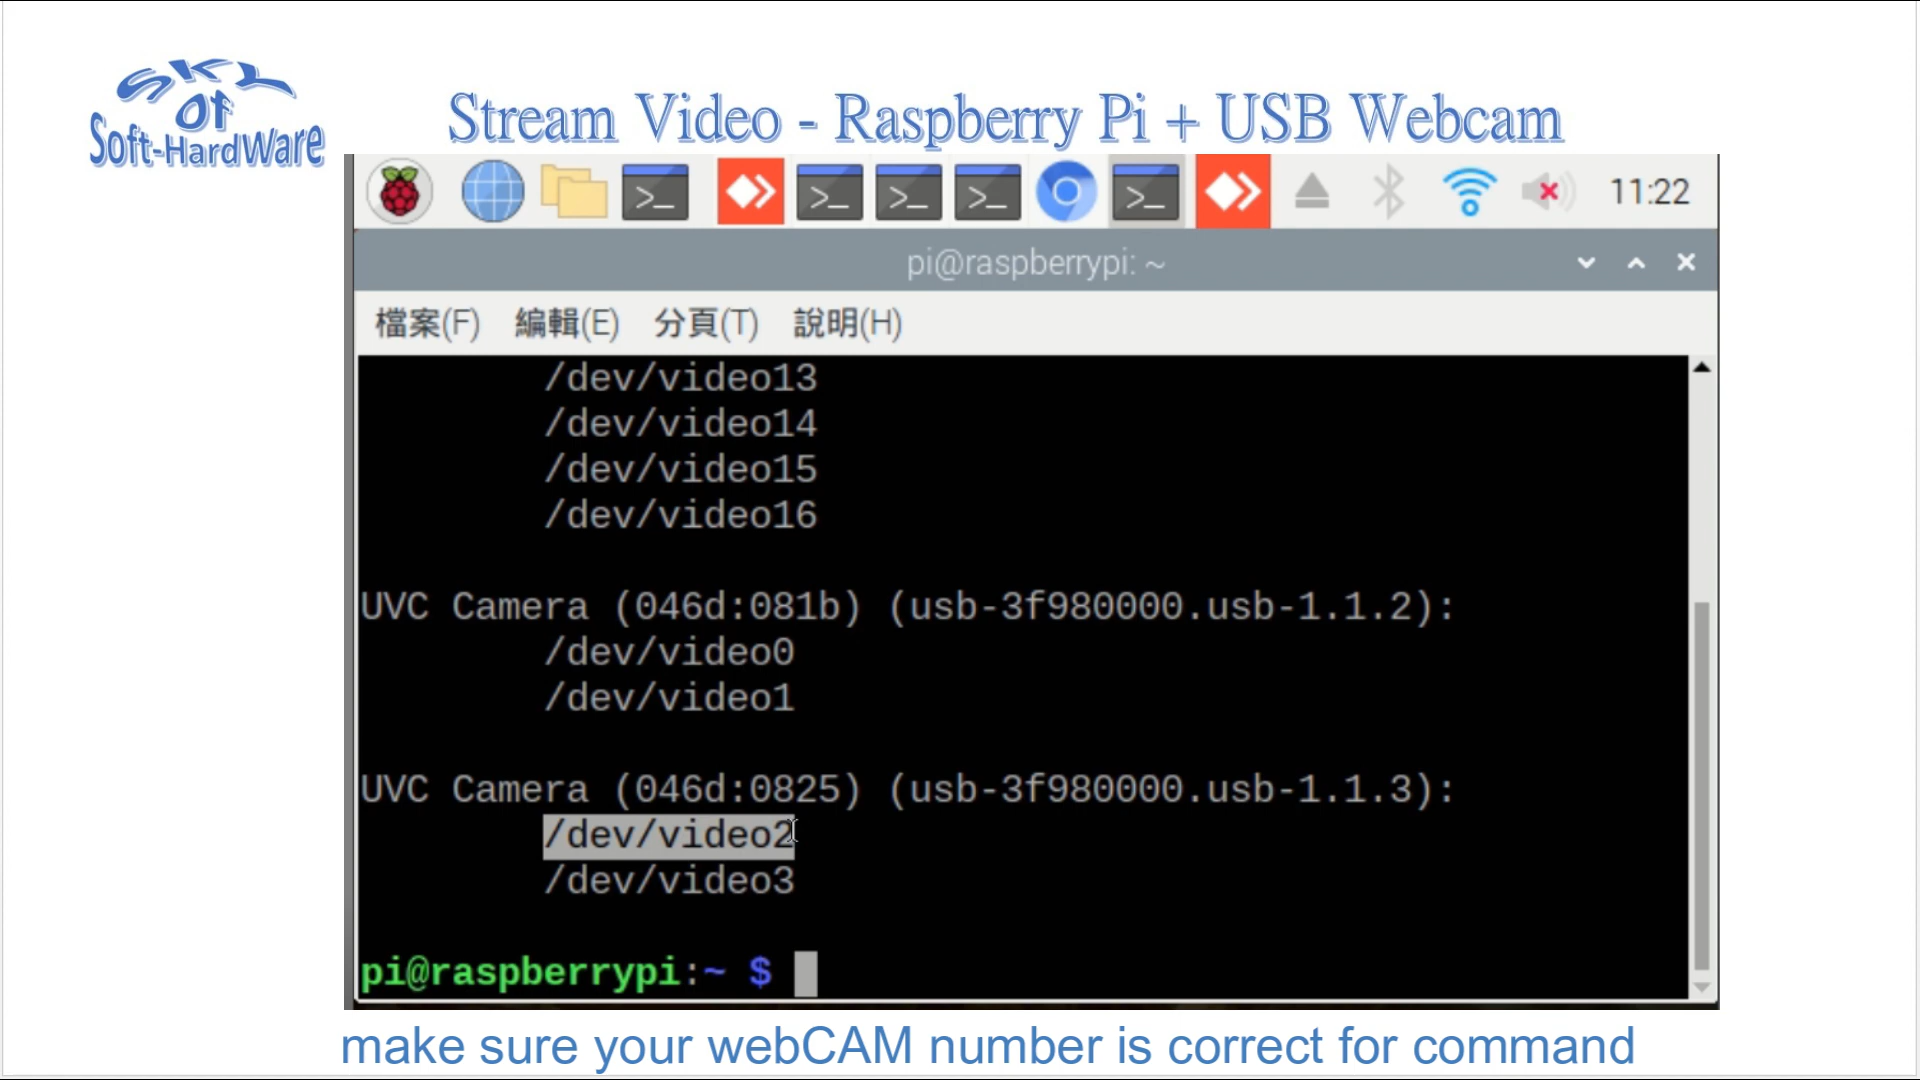 SKY
Of
Soft-HardWare
Stream Video - Raspberry Pi + USB Webcam
>_ >_ >_ >_ >_ 11:22
pi@raspberrypi: ~
檔案(F) 編輯(E) 分頁(T) 說明(H)
/dev/video13
/dev/video14
/dev/video15
/dev/video16
UVC Camera (046d:081b) (usb-3f980000.usb-1.1.2):
/dev/video0
/dev/video1
UVC Camera (046d:0825) (usb-3f980000.usb-1.1.3):
/dev/video2
/dev/video3
pi@raspberrypi:~ $
make sure your webCAM number is correct for command